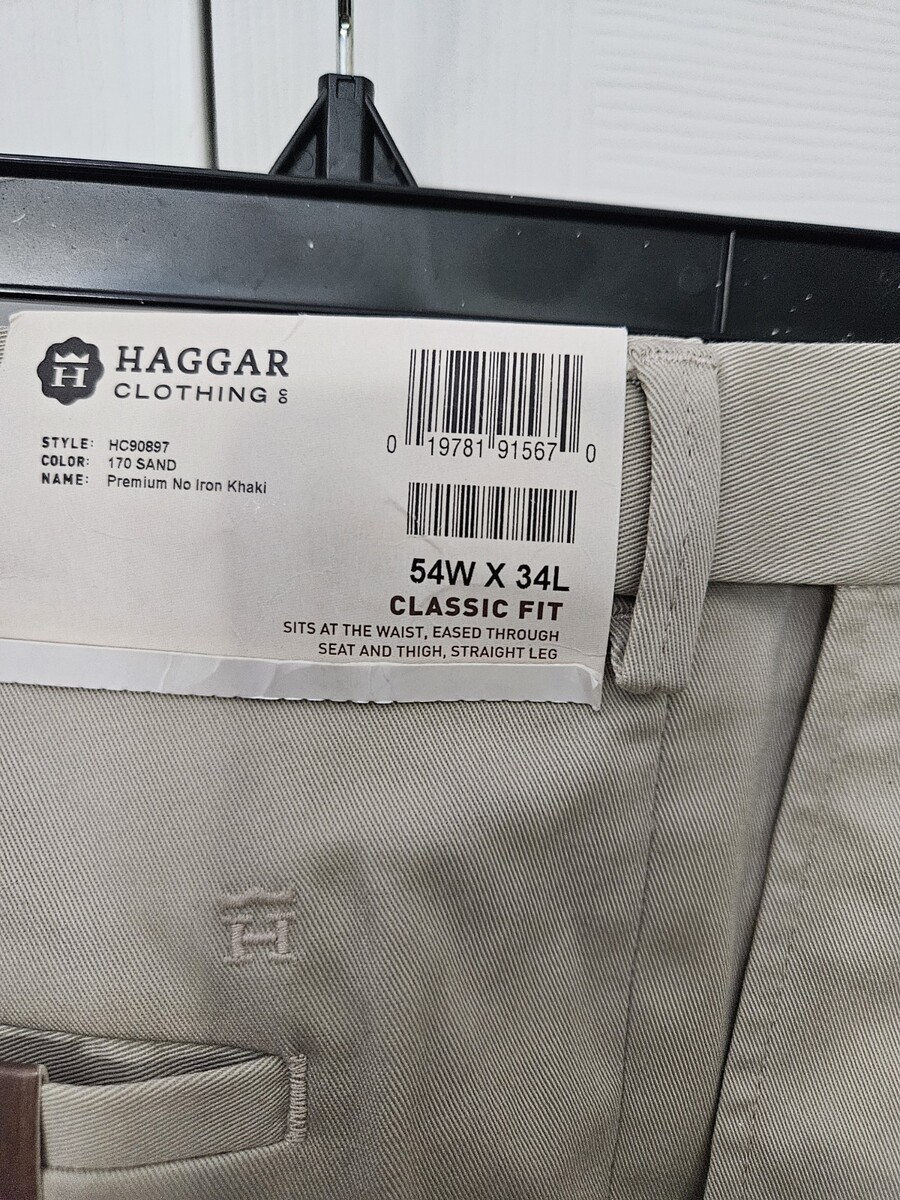 H
HAGGAR
CLOTHING CO
STYLE: HC90897
COLOR: 170 SAND
NAME: Premium No Iron Khaki
0 19781 91567 0
54W X 34L
CLASSIC FIT
SITS AT THE WAIST, EASED THROUGH
SEAT AND THIGH, STRAIGHT LEG
H